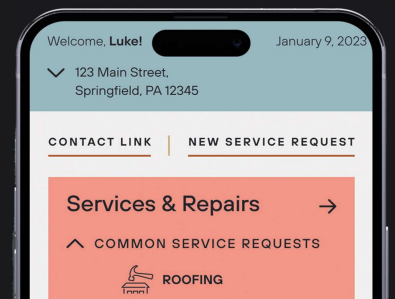 Welcome, Luke!
January 9, 2023
123 Main Street,
Springfield, PA 12345
CONTACT LINK
NEW SERVICE REQUEST
Services & Repairs
COMMON SERVICE REQUESTS
ROOFING